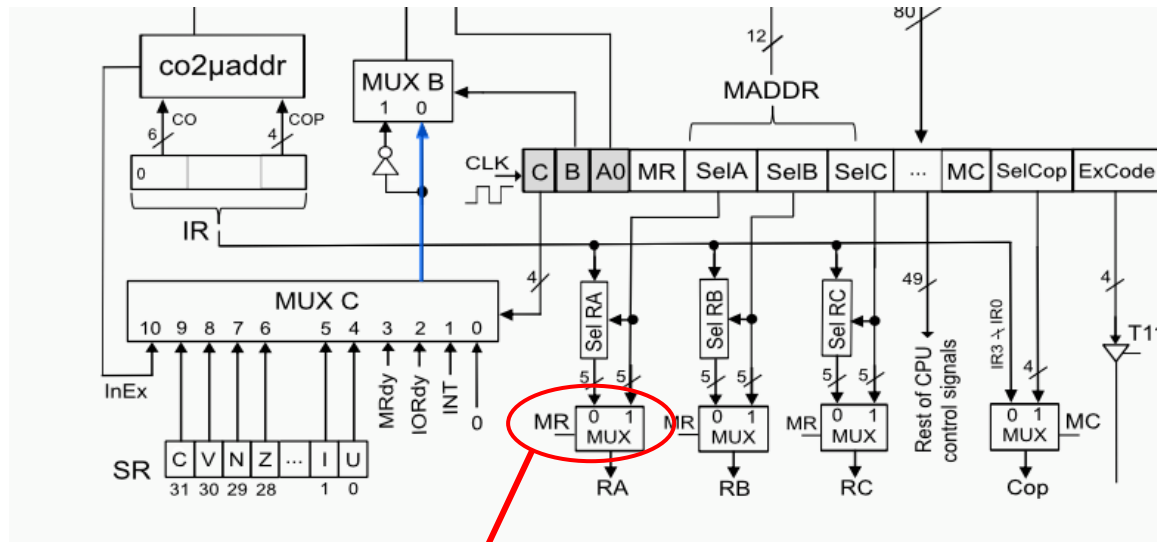 80
12
co2µaddr
MUX B
1 0
MADDR
6 CO
COP 4
CLK
C B A0 MR SelA SelB SelC ... MC SelCop ExCode
0
IR
4
49
4
MUX C
10 9 8 7 6 5 4 3 2 1 0
Sel RA
Sel RB
Sel RC
Rest of CPU
control signals
IR3 - IR0
4
T11
InEx
MRdy
IORdy
INT
0
5 5
5 5
5 5
MR 0 1
MUX
MR 0 1
MUX
MR 0 1
MUX
0 1 MC
MUX
SR C V N Z ... I U
31 30 29 28 1 0
RA
RB
RC
Cop